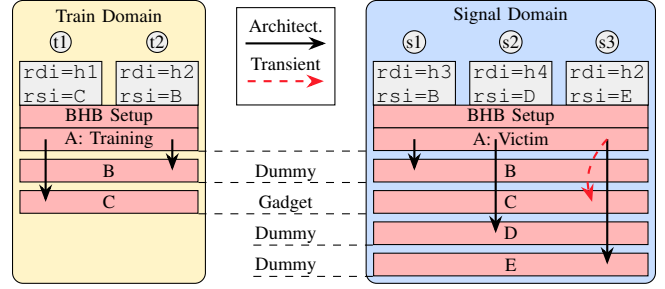 Train Domain
t1
t2
rdi=h1
rsi=C
rdi=h2
rsi=B
BHB Setup
A: Training
B
C
Architect.
Transient
Dummy
Gadget
Dummy
Dummy
Signal Domain
s1
s2
s3
rdi=h3
rsi=B
rdi=h4
rsi=D
rdi=h2
rsi=E
BHB Setup
A: Victim
B
C
D
E